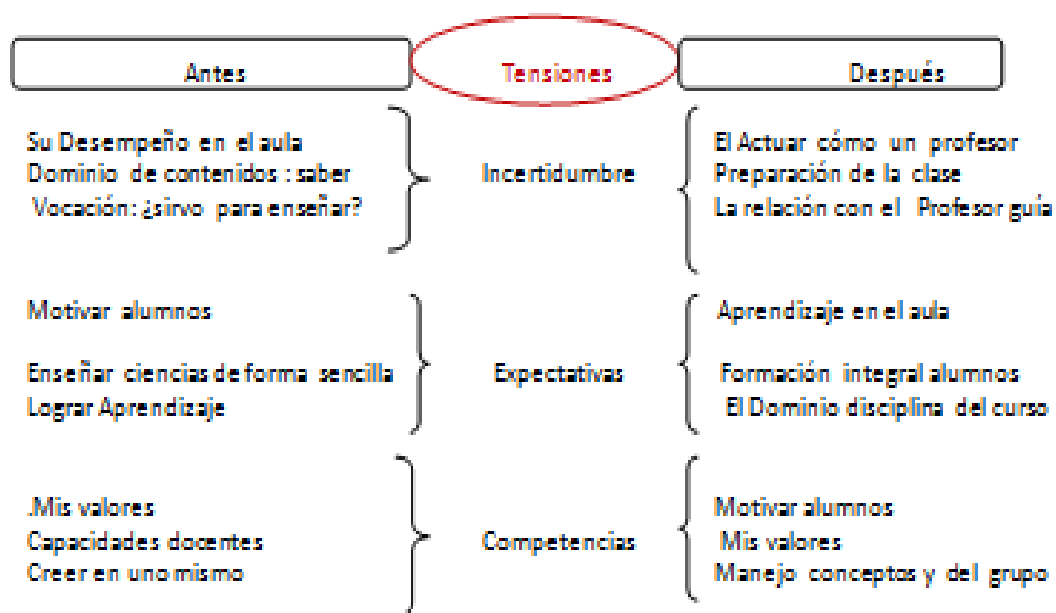 Antes
Tensiones
Después
Su Desempeño en el aula
Dominio de contenidos : saber
Vocación: ¿sirvo para enseñar?
Incertidumbre
El Actuar cómo un profesor
Preparación de la clase
La relación con el Profesor guía
Motivar alumnos
Enseñar ciencias de forma sencilla
Lograr Aprendizaje
Expectativas
Aprendizaje en el aula
Formación integral alumnos
El Dominio disciplina del curso
.Mis valores
Capacidades docentes
Creer en uno mismo
Competencias
Motivar alumnos
Mis valores
Manejo conceptos y del grupo